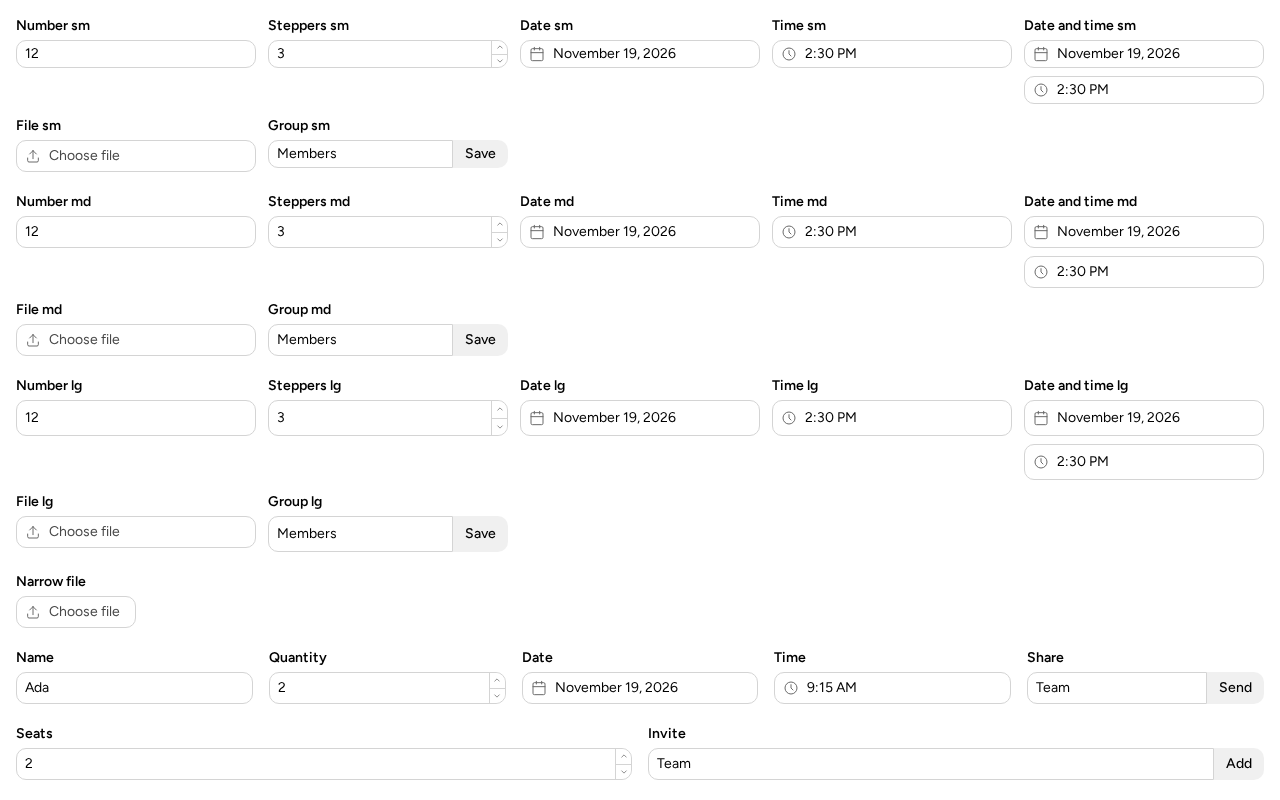 Number sm
Steppers sm
Date sm
Time sm
Date and time sm
12
3
November 19, 2026
2:30 PM
November 19, 2026
2:30 PM
File sm
Group sm
Choose file
Members
Save
Number md
Steppers md
Date md
Time md
Date and time md
12
3
November 19, 2026
2:30 PM
November 19, 2026
2:30 PM
File md
Group md
Choose file
Members
Save
Number lg
Steppers lg
Date lg
Time lg
Date and time lg
12
3
November 19, 2026
2:30 PM
November 19, 2026
2:30 PM
File lg
Group lg
Choose file
Members
Save
Narrow file
Choose file
Name
Quantity
Date
Time
Share
Ada
2
November 19, 2026
9:15 AM
Team
Send
Seats
Invite
2
Team
Add